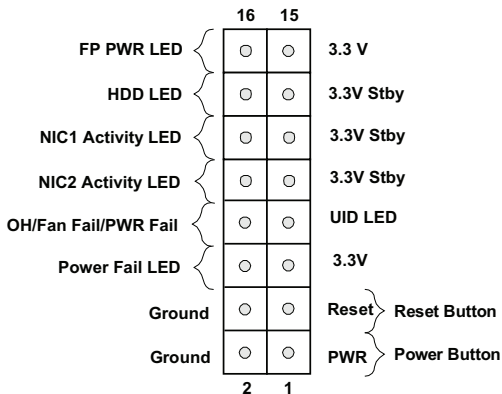 16 15
FP PWR LED 3.3 V
HDD LED 3.3V Stby
NIC1 Activity LED 3.3V Stby
NIC2 Activity LED 3.3V Stby
OH/Fan Fail/PWR Fail UID LED
Power Fail LED 3.3V
Ground Reset Reset Button
Ground PWR Power Button
2 1